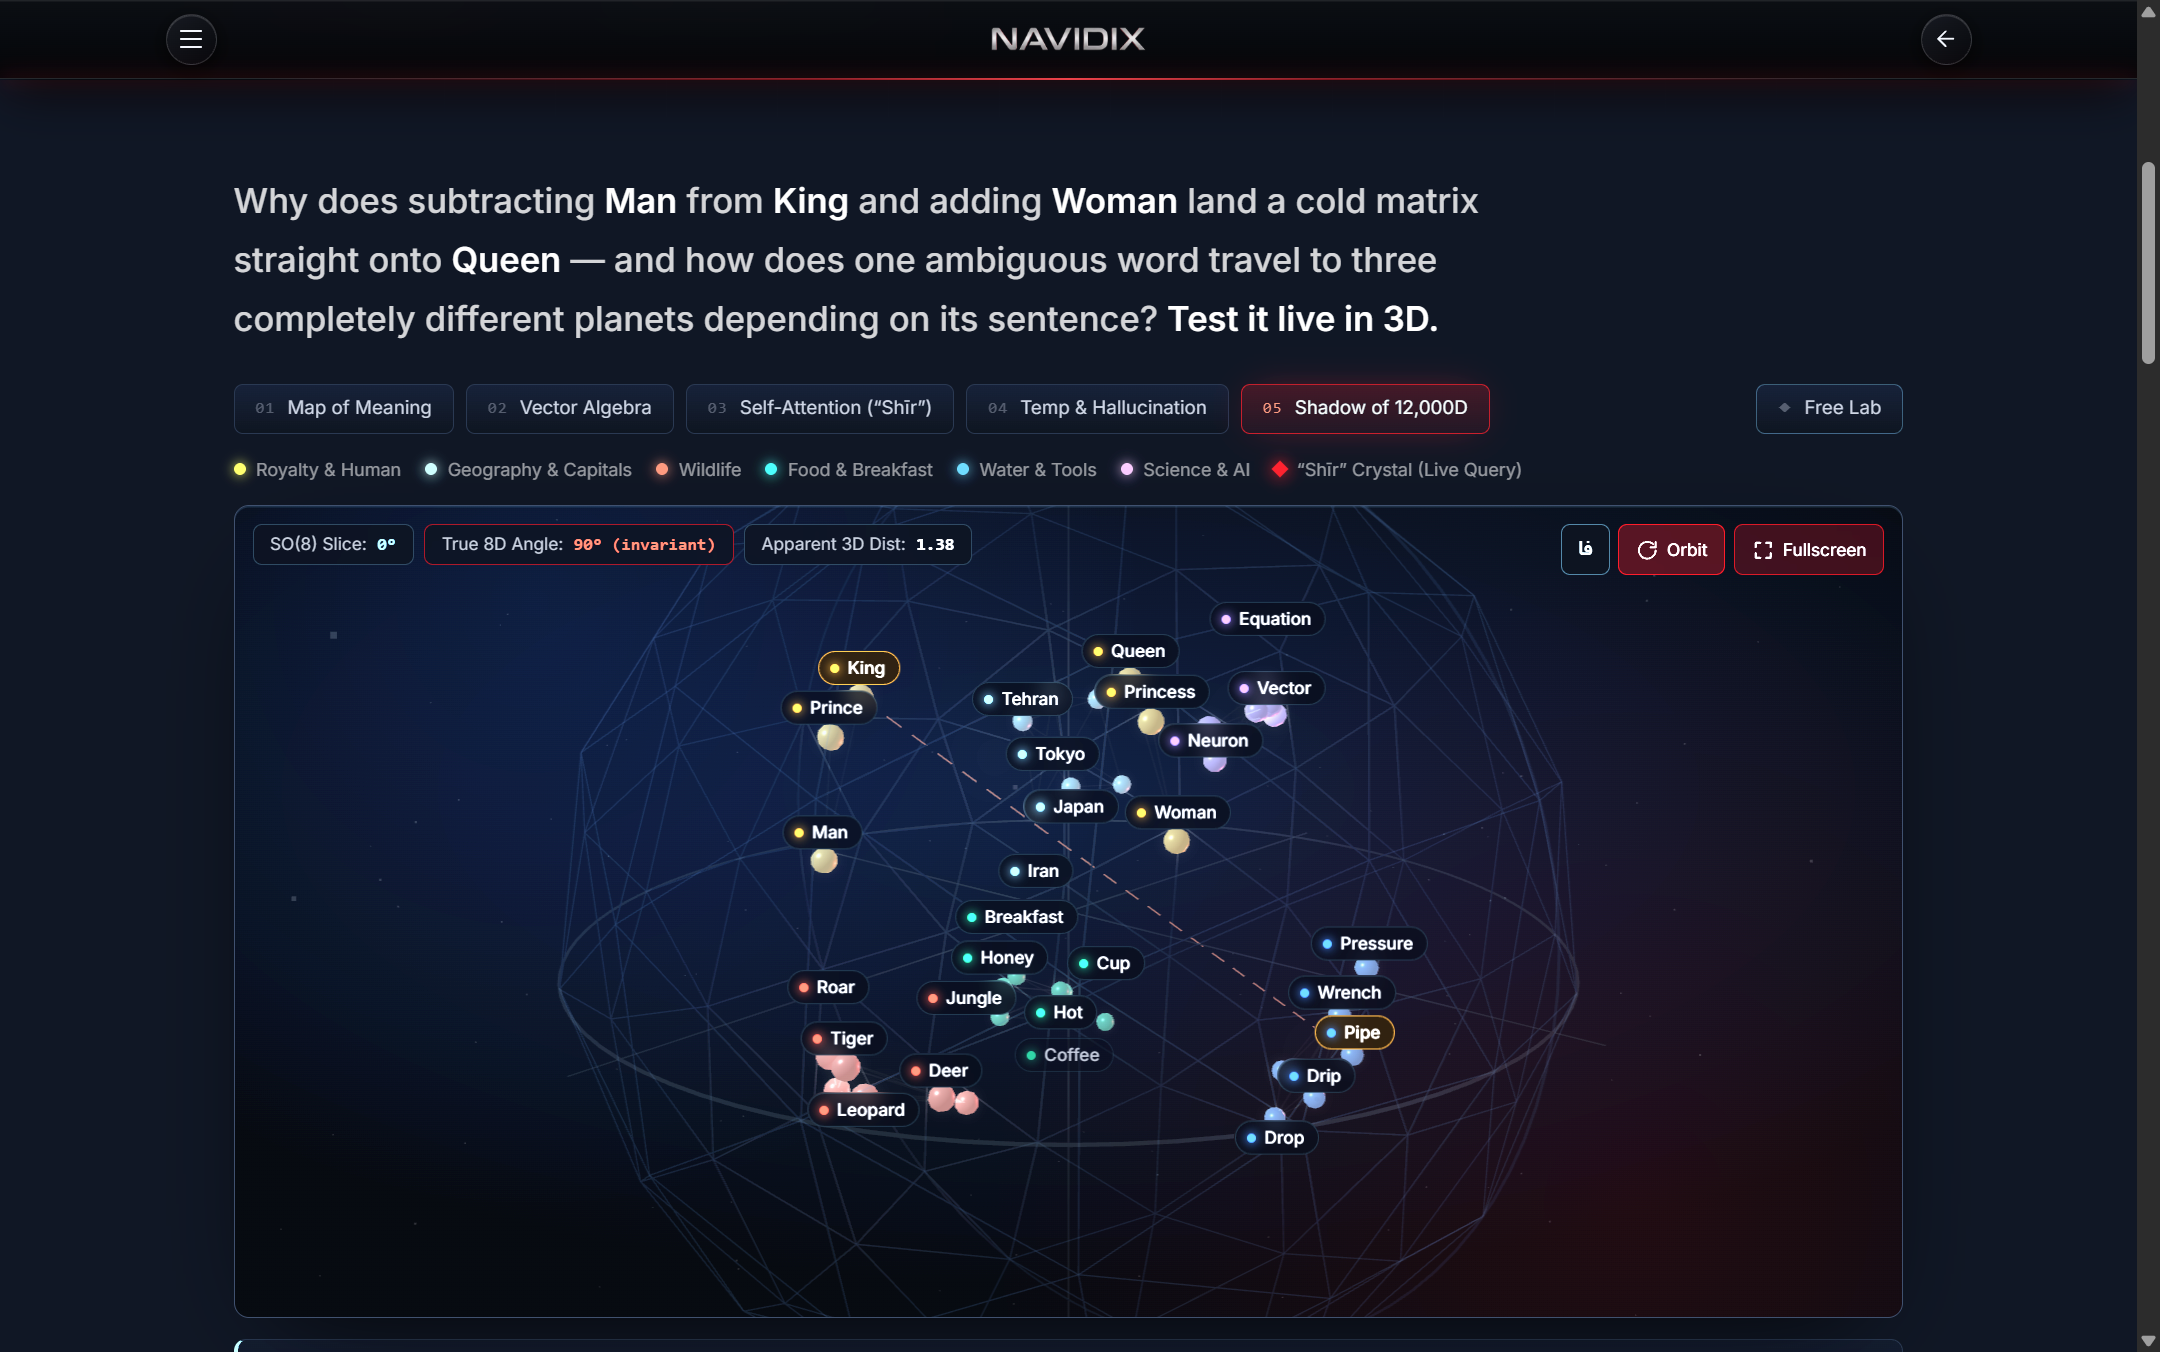 NAVIDIX
Why does subtracting Man from King and adding Woman land a cold matrix
straight onto Queen — and how does one ambiguous word travel to three
completely different planets depending on its sentence? Test it live in 3D.
01 Map of Meaning
02 Vector Algebra
03 Self-Attention (“Shīr”)
04 Temp & Hallucination
05 Shadow of 12,000D
Free Lab
Royalty & Human
Geography & Capitals
Wildlife
Food & Breakfast
Water & Tools
Science & AI
“Shīr” Crystal (Live Query)
SO(8) Slice: 0°
True 8D Angle: 90° (invariant)
Apparent 3D Dist: 1.38
فا
Orbit
Fullscreen
Equation
Queen
King
Princess
Vector
Tehran
Prince
Neuron
Tokyo
Japan
Woman
Man
Iran
Breakfast
Pressure
Honey
Cup
Roar
Wrench
Jungle
Hot
Pipe
Tiger
Coffee
Deer
Drip
Leopard
Drop